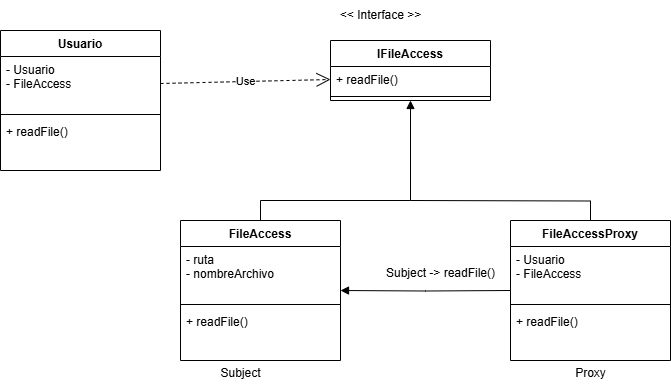 << Interface >>
Usuario
- Usuario
- FileAccess
+ readFile()
Use
IFileAccess
+ readFile()
FileAccess
- ruta
- nombreArchivo
+ readFile()
Subject
Subject -> readFile()
FileAccessProxy
- Usuario
- FileAccess
+ readFile()
Proxy